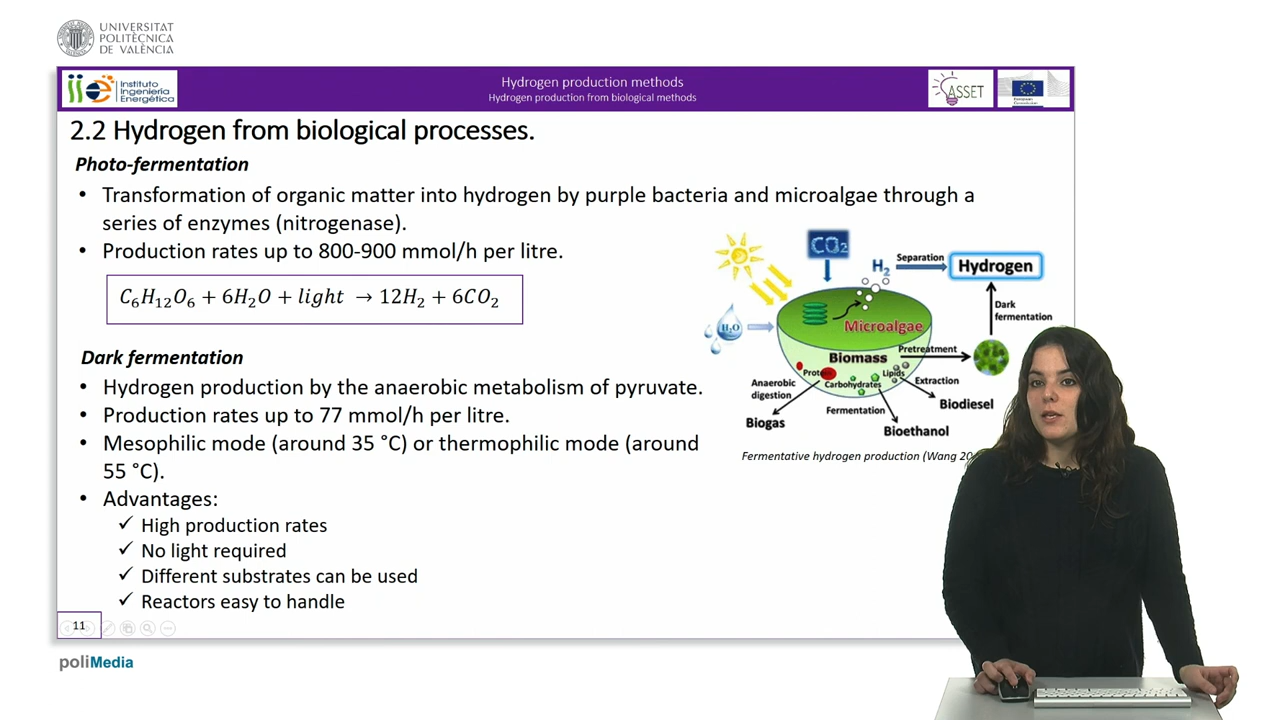 UNIVERSITAT
POLITÈCNICA
DE VALÈNCIA
iie Instituto
Ingeniería
Energética
Hydrogen production methods
Hydrogen production from biological methods
ASSET
European
Commission
2.2 Hydrogen from biological processes.
Photo-fermentation
• Transformation of organic matter into hydrogen by purple bacteria and microalgae through a
series of enzymes (nitrogenase).
• Production rates up to 800-900 mmol/h per litre.
C₆H₁₂O₆ + 6H₂O + light → 12H₂ + 6CO₂
Dark fermentation
• Hydrogen production by the anaerobic metabolism of pyruvate.
• Production rates up to 77 mmol/h per litre.
• Mesophilic mode (around 35 °C) or thermophilic mode (around
55 °C).
• Advantages:
✓ High production rates
✓ No light required
✓ Different substrates can be used
✓ Reactors easy to handle
CO₂
H₂
Separation
Hydrogen
Dark
fermentation
H₂O
Microalgae
Biomass
Pretreatment
Protein
Carbohydrates
Lipids
Anaerobic
digestion
Extraction
Biogas
Fermentation
Biodiesel
Bioethanol
Fermentative hydrogen production (Wang 20
11
poliMedia